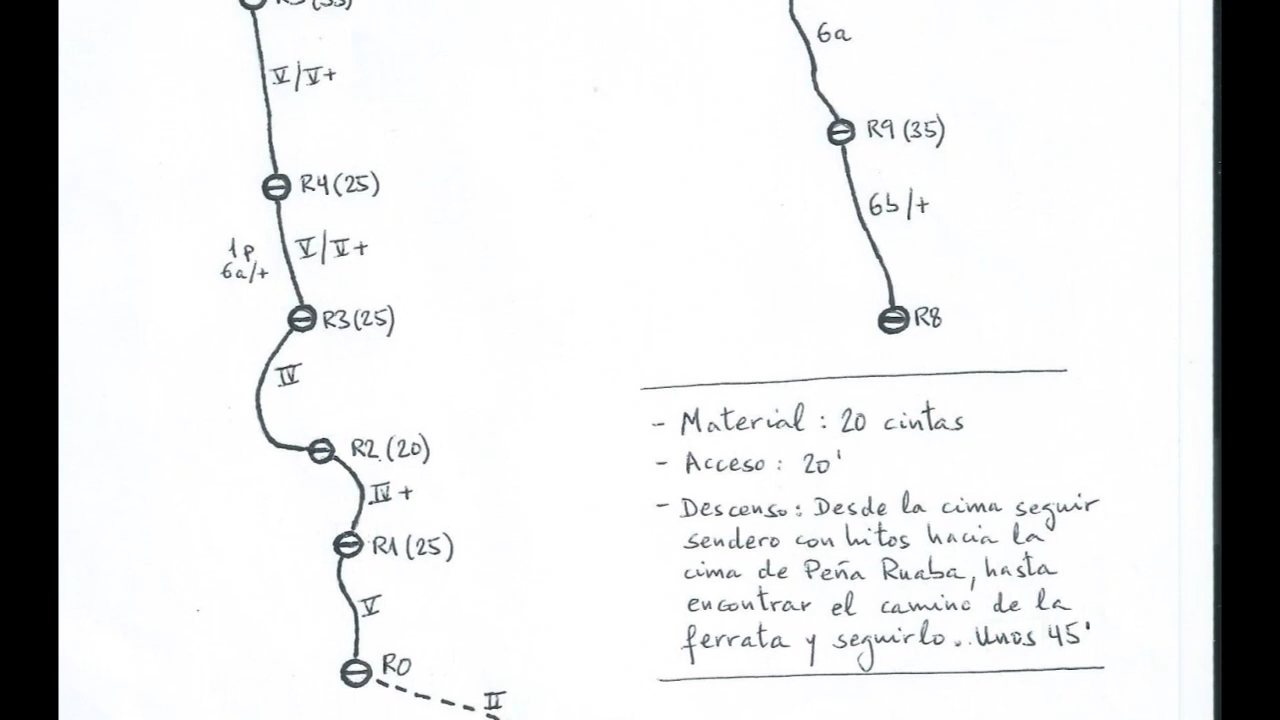 R5 (35)
V/V+
R4 (25)
V/V+
1p
6a/+
R3 (25)
IV
R2 (20)
IV+
R1 (25)
V
R0
II
6a
R9 (35)
6b/+
R8
- Material: 20 cintas
- Acceso: 20'
- Descenso: Desde la cima seguir
sendero con hitos hacia la
cima de Peña Ruaba, hasta
encontrar el camino de la
ferrata y seguirlo.. Unos 45'